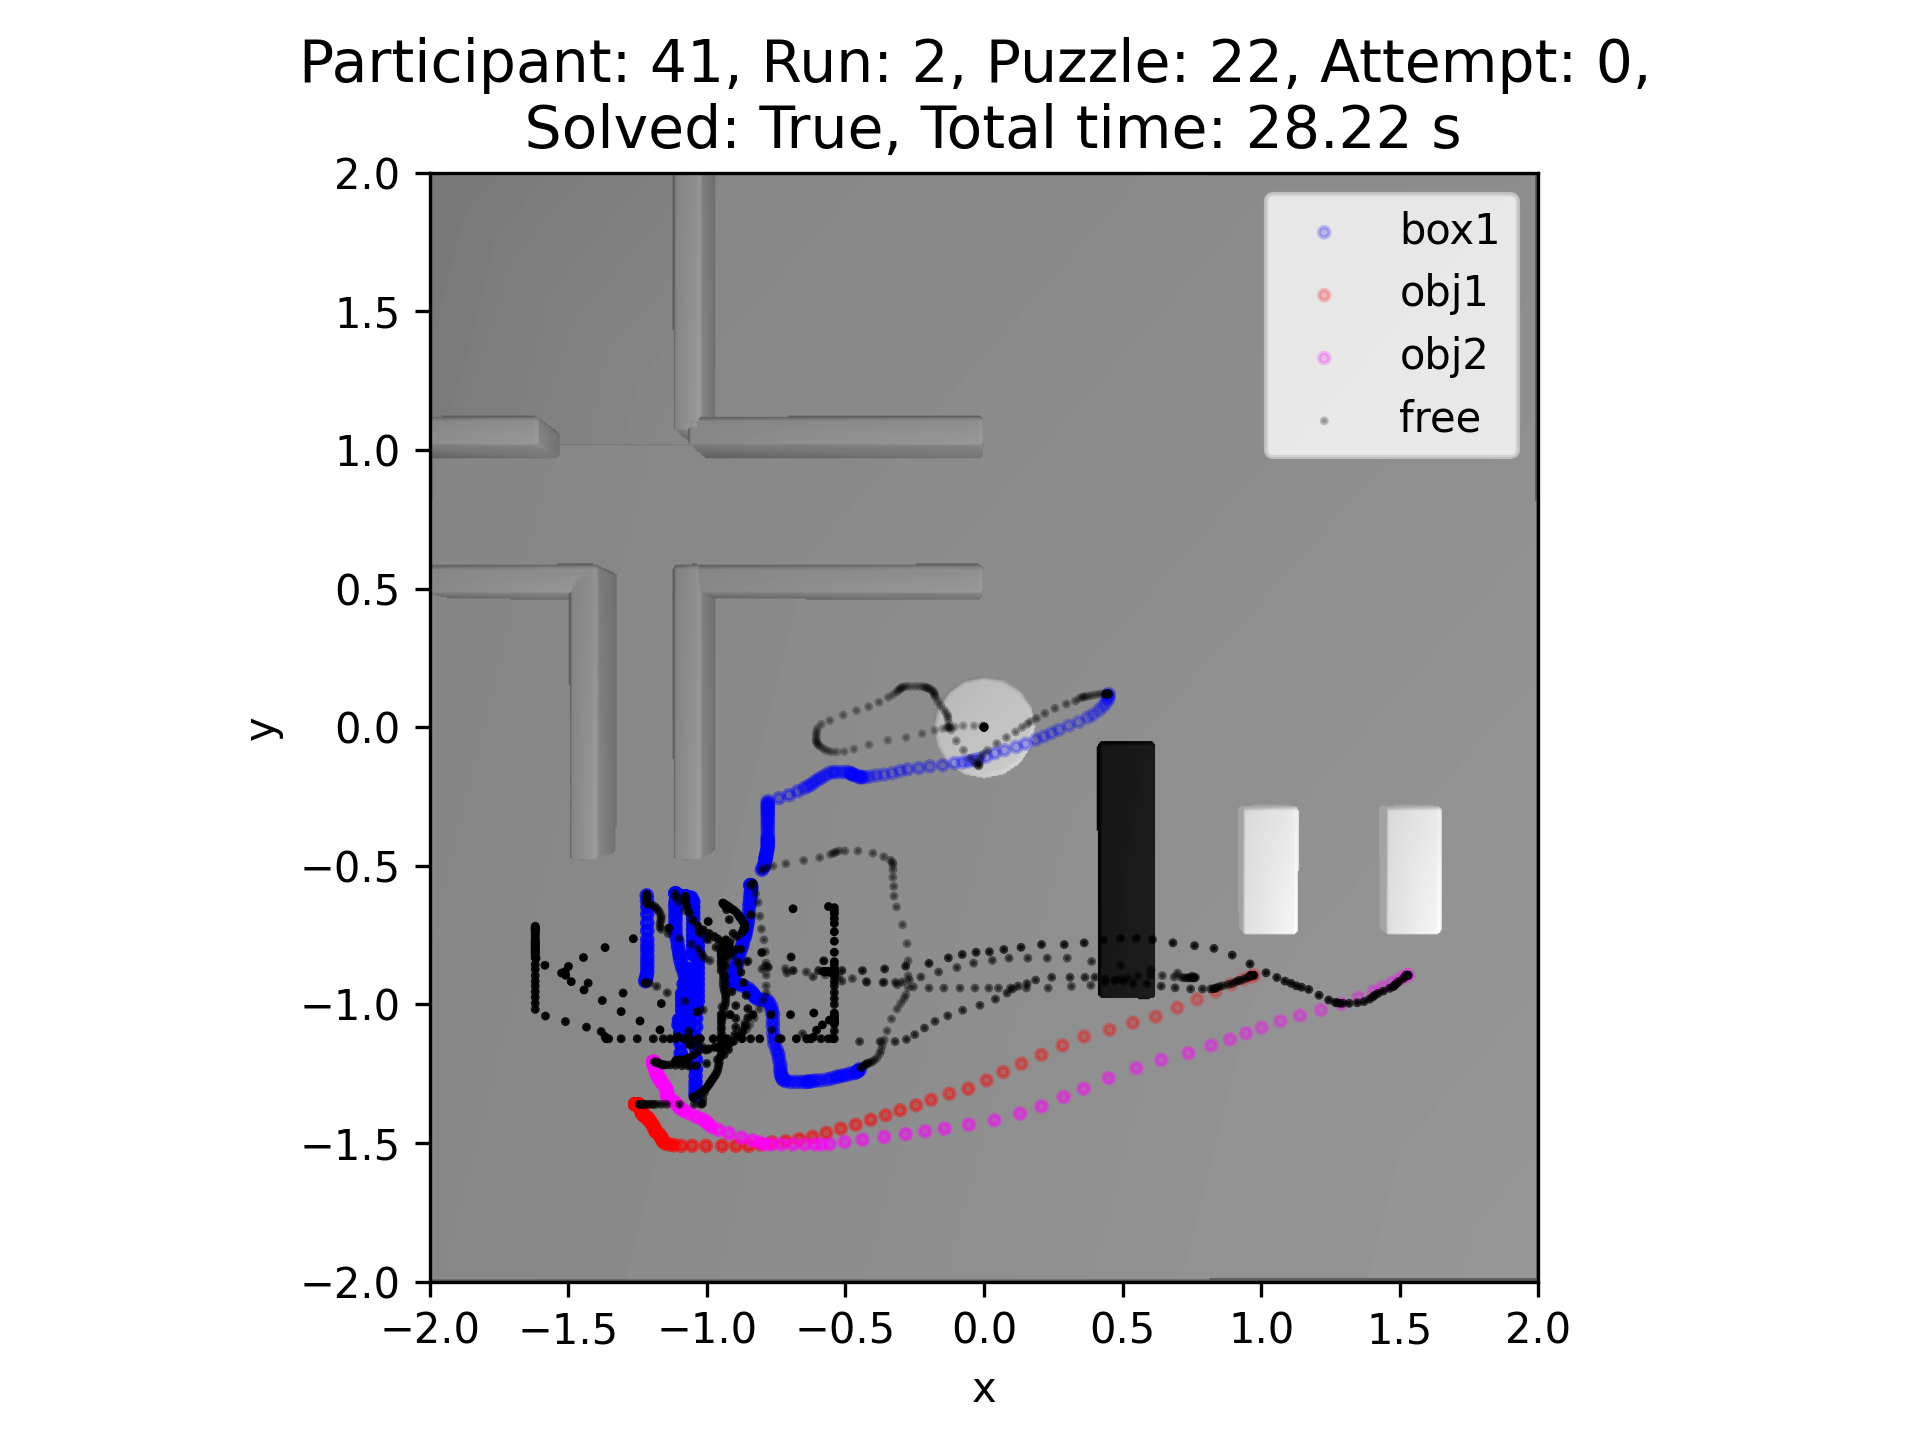 Participant: 41, Run: 2, Puzzle: 22, Attempt: 0,
Solved: True, Total time: 28.22 s
2.0
1.5
1.0
0.5
0.0
−0.5
−1.0
−1.5
−2.0
y
box1
obj1
obj2
free
−2.0 −1.5 −1.0 −0.5 0.0 0.5 1.0 1.5 2.0
x